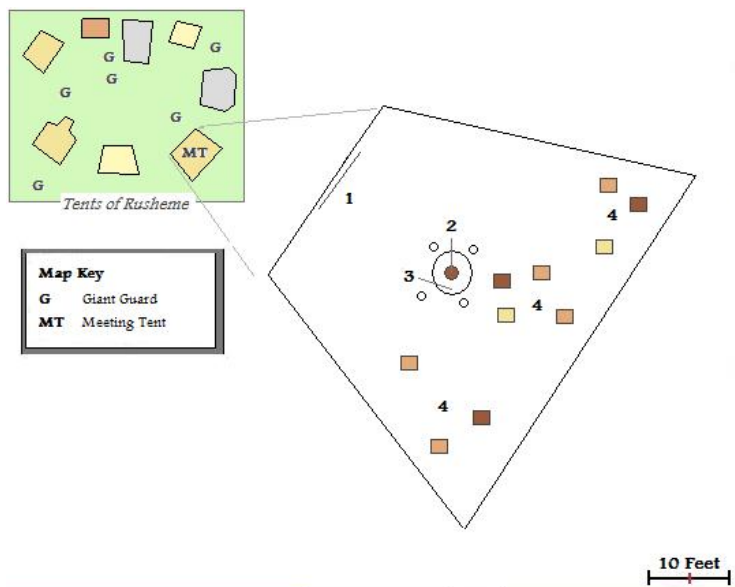 G
G
G
G
G
MT
G
Tents of Rusheme
Map Key
G Giant Guard
MT Meeting Tent
1
2
3
4
4
4
10 Feet